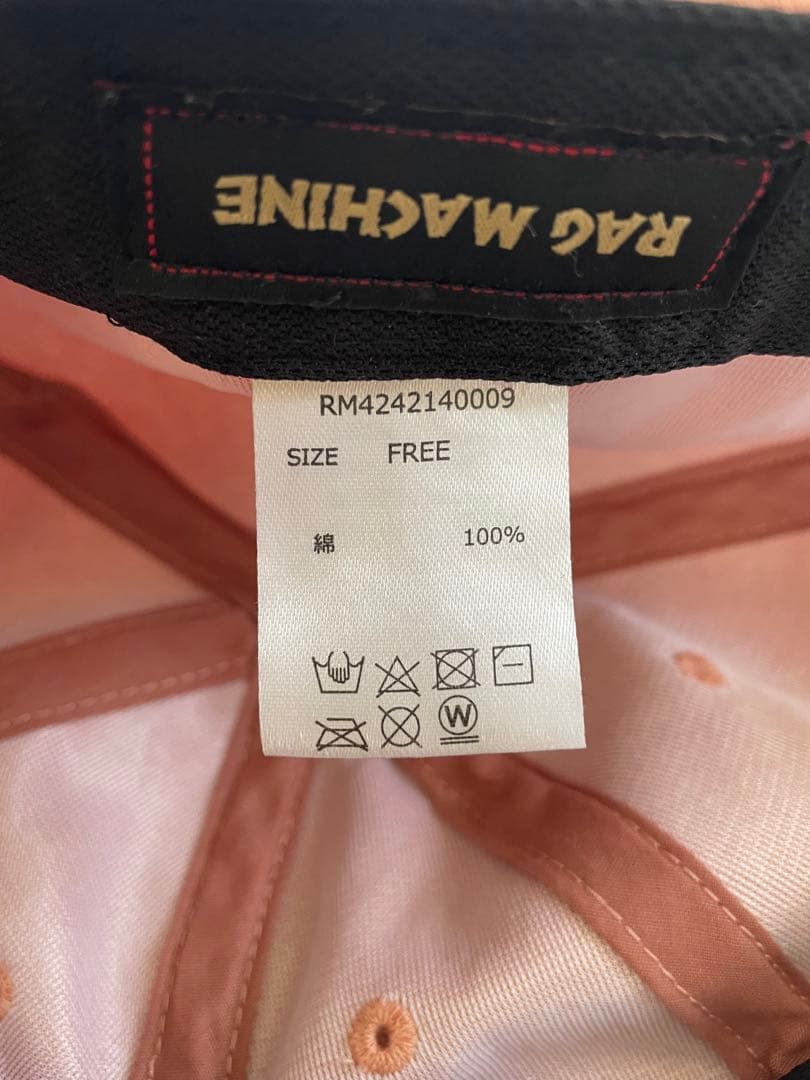 RAG MACHINE
RM4242140009
SIZE FREE
綿 100%
W